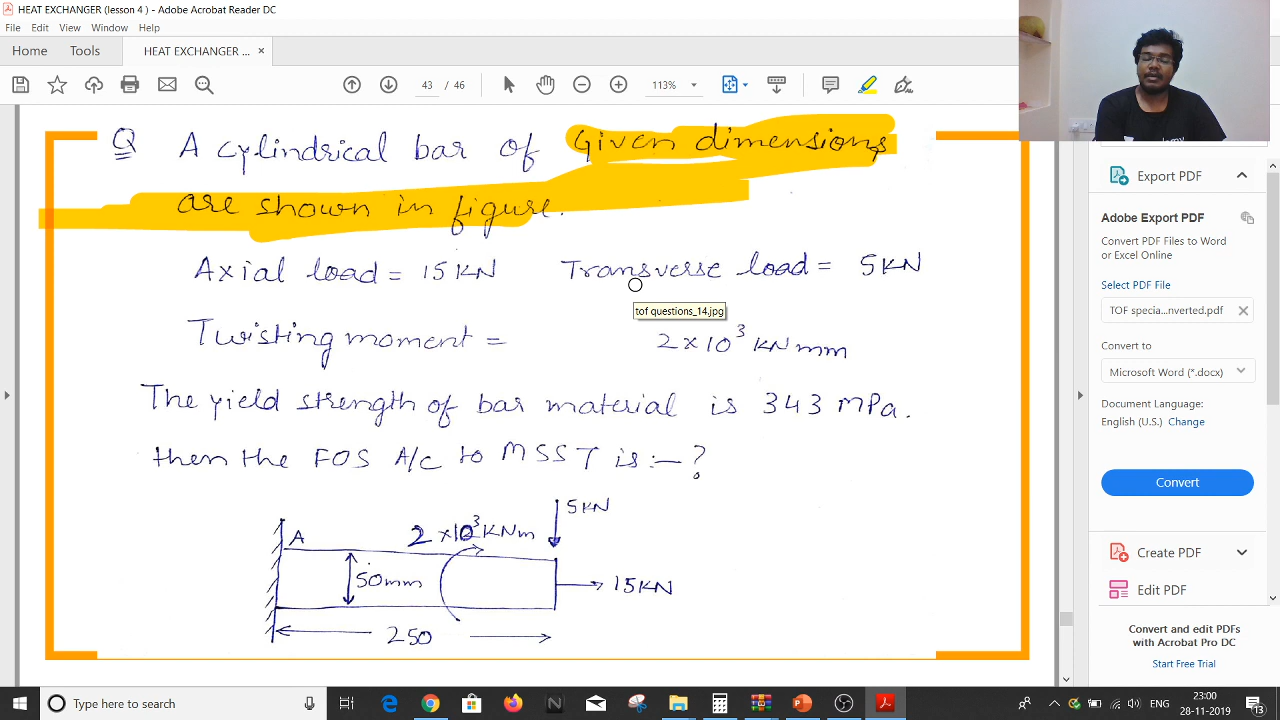 HEAT EXCHANGER (lesson 4 ) - Adobe Acrobat Reader DC
File Edit View Window Help
Home Tools HEAT EXCHANGER ... ×
43 / 46 113%
Q A cylindrical bar of Given dimensions
are shown in figure.
Axial load = 15 KN Transverse load = 5KN
tof questions_14.jpg
Twisting moment = 2 x 10³ KN mm
The yield strength of bar material is 343 MPa.
then the FOS A/c to MSST is :- ?
5KN
A 2 x 10³ KNm
50mm
15KN
250
Export PDF
Adobe Export PDF
Convert PDF Files to Word
or Excel Online
Select PDF File
TOF specia...nverted.pdf
Convert to
Microsoft Word (*.docx)
Document Language:
English (U.S.) Change
Convert
Create PDF
Edit PDF
Convert and edit PDFs
with Acrobat Pro DC
Start Free Trial
Type here to search
ENG
23:00
28-11-2019
13